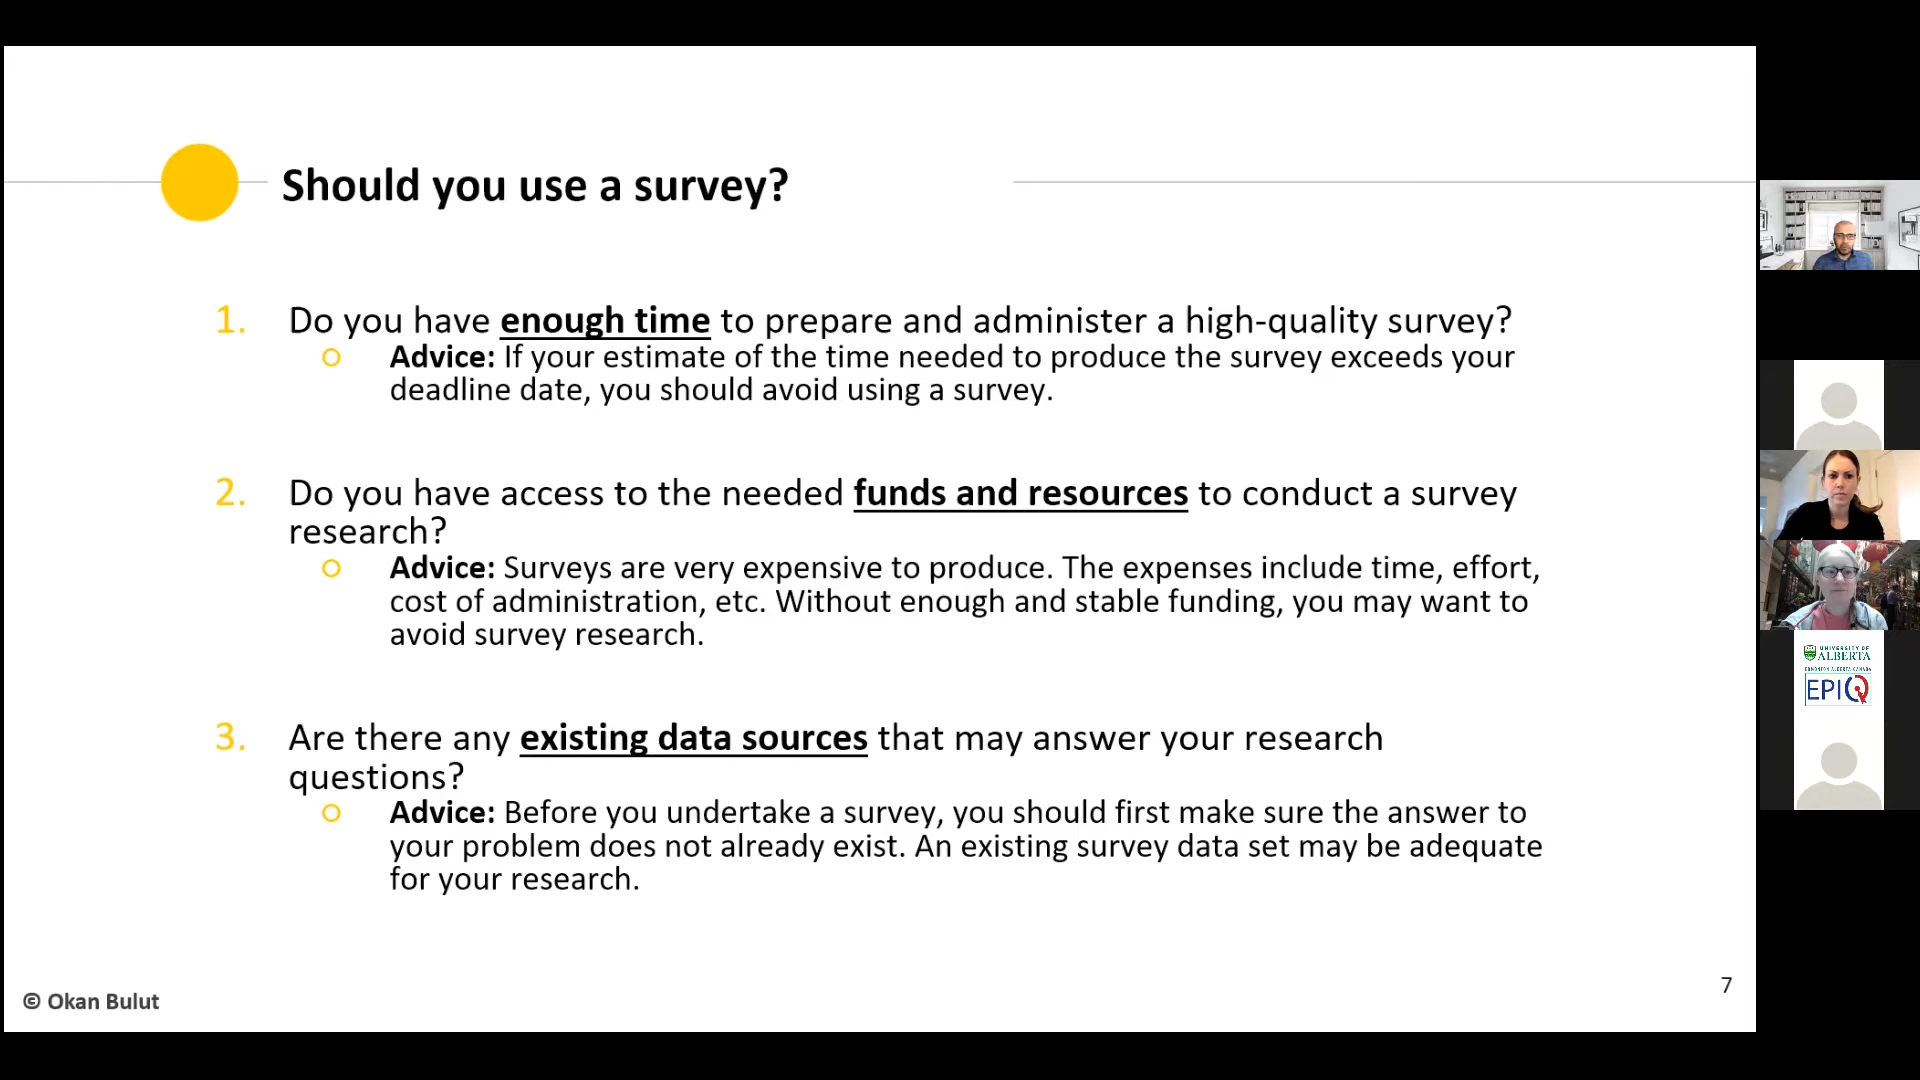 Should you use a survey?
1. Do you have enough time to prepare and administer a high-quality survey?
Advice: If your estimate of the time needed to produce the survey exceeds your
deadline date, you should avoid using a survey.
2. Do you have access to the needed funds and resources to conduct a survey
research?
Advice: Surveys are very expensive to produce. The expenses include time, effort,
cost of administration, etc. Without enough and stable funding, you may want to
avoid survey research.
3. Are there any existing data sources that may answer your research
questions?
Advice: Before you undertake a survey, you should first make sure the answer to
your problem does not already exist. An existing survey data set may be adequate
for your research.
© Okan Bulut
7
UNIVERSITY OF
ALBERTA
EDMONTON ALBERTA CANADA
EPIQ